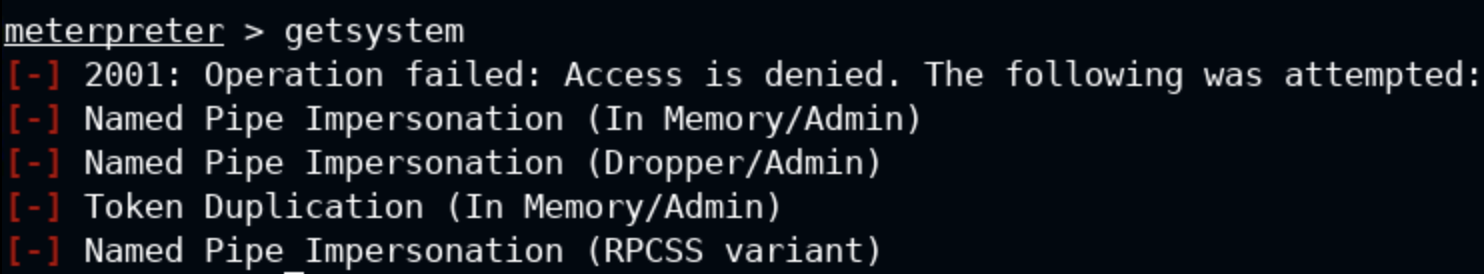 meterpreter > getsystem
[-] 2001: Operation failed: Access is denied. The following was attempted:
[-] Named Pipe Impersonation (In Memory/Admin)
[-] Named Pipe Impersonation (Dropper/Admin)
[-] Token Duplication (In Memory/Admin)
[-] Named Pipe Impersonation (RPCSS variant)